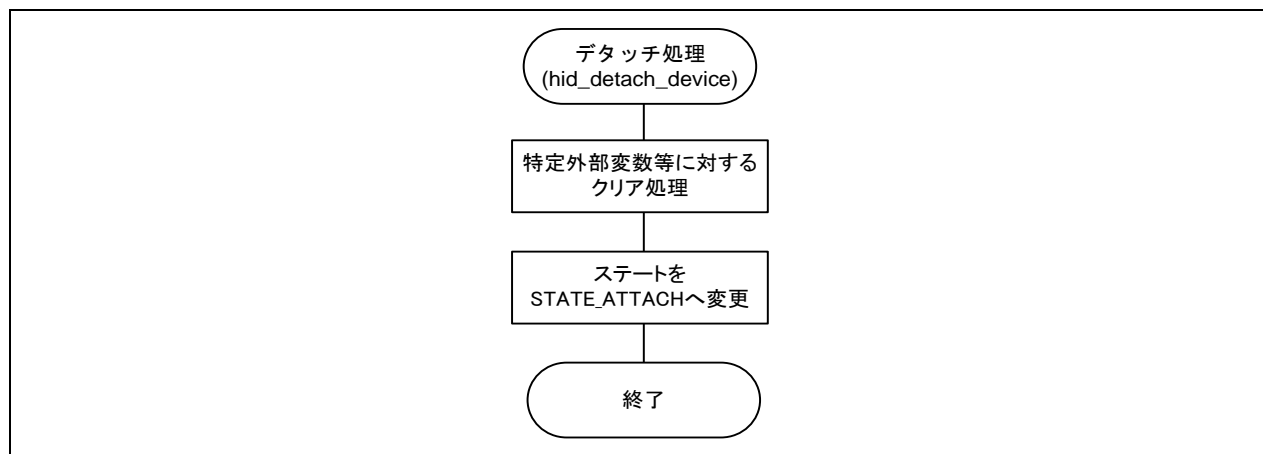 デタッチ処理
(hid_detach_device)
特定外部変数等に対する
クリア処理
ステートを
STATE_ATTACHへ変更
終了